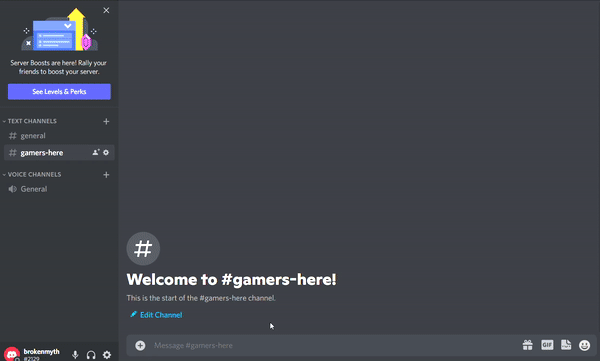 Server Boosts are here! Rally your
friends to boost your server.
See Levels & Perks
TEXT CHANNELS
general
gamers-here
VOICE CHANNELS
General
Welcome to #gamers-here!
This is the start of the #gamers-here channel.
Edit Channel
brokenmyth
#2129
Message #gamers-here
GIF